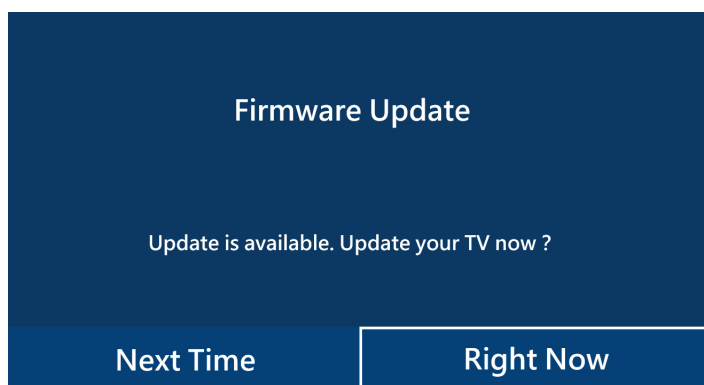 Firmware Update
Update is available. Update your TV now ?
Next Time
Right Now